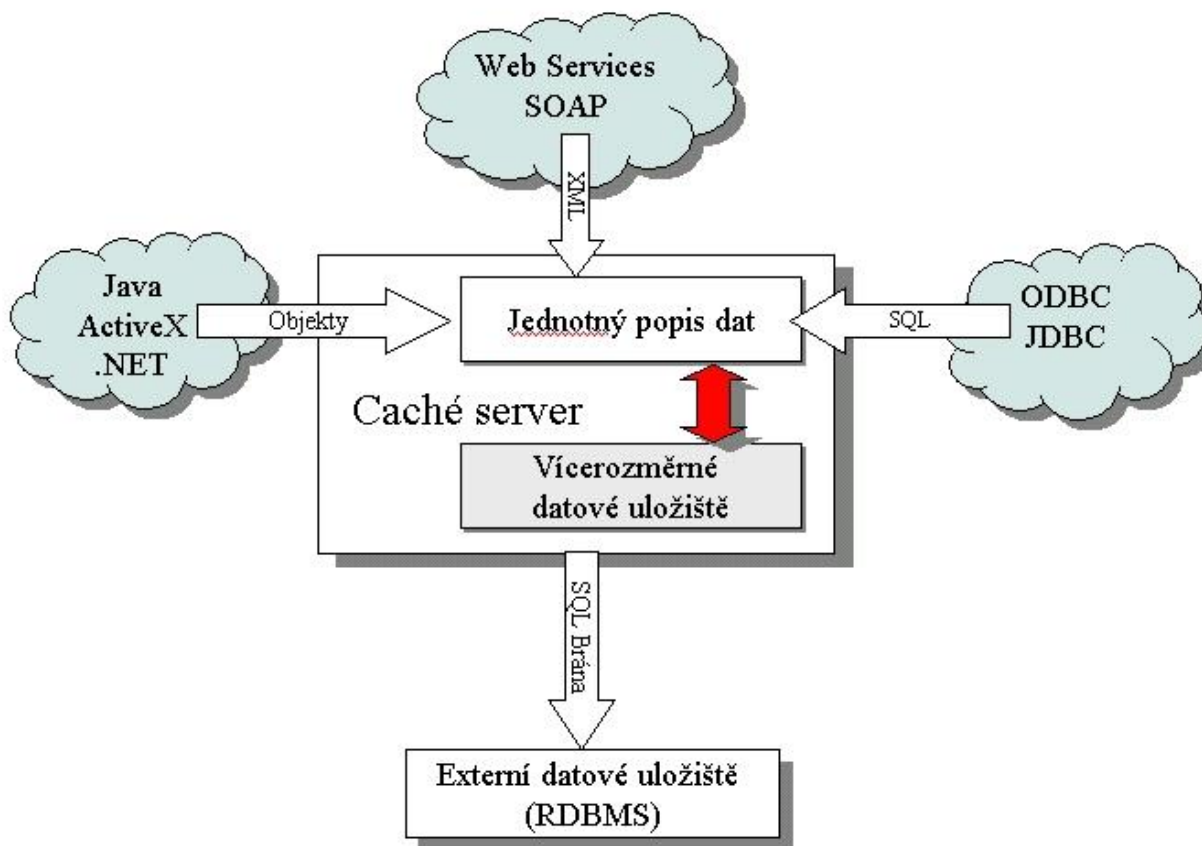 Web Services
SOAP
XML
Java
ActiveX
.NET
Objekty
Jednotný popis dat
SQL
ODBC
JDBC
Caché server
Vícerozměrné
datové uložiště
SQL Brána
Externí datové uložiště
(RDBMS)